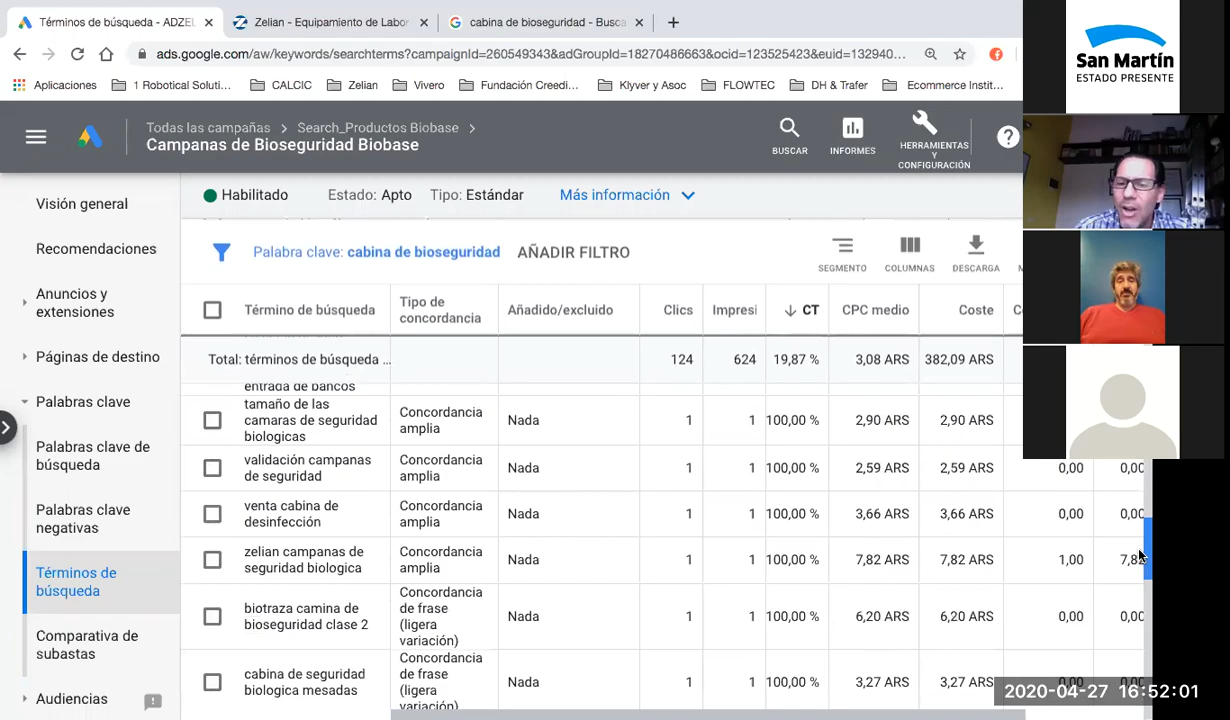 Términos de búsqueda - ADZEL
Zelian - Equipamiento de Labor
cabina de bioseguridad - Busca
ads.google.com/aw/keywords/searchterms?campaignId=260549343&adGroupId=18270486663&ocid=123525423&euid=132940...
Aplicaciones
1 Robotical Soluti...
CALCIC
Zelian
Vivero
Fundación Creedi...
Klyver y Asoc
FLOWTEC
DH & Trafer
Ecommerce Instit...
San Martín
ESTADO PRESENTE
Todas las campañas > Search_Productos Biobase >
Campanas de Bioseguridad Biobase
BUSCAR
INFORMES
HERRAMIENTAS
Y
CONFIGURACIÓN
Habilitado Estado: Apto Tipo: Estándar Más información
Palabra clave: cabina de bioseguridad AÑADIR FILTRO
SEGMENTO
COLUMNAS
DESCARGA
Visión general
Recomendaciones
Anuncios y
extensiones
Páginas de destino
Palabras clave
Palabras clave de
búsqueda
Palabras clave
negativas
Términos de
búsqueda
Comparativa de
subastas
Audiencias
Término de búsqueda
Tipo de
concordancia
Añadido/excluido
Clics
Impresi
CT
CPC medio
Coste
Total: términos de búsqueda ... 124 624 19,87 % 3,08 ARS 382,09 ARS
entrada de bancos
tamaño de las
camaras de seguridad
biologicas
Concordancia
amplia
Nada 1 1 100,00 % 2,90 ARS 2,90 ARS
validación campanas
de seguridad
Concordancia
amplia
Nada 1 1 100,00 % 2,59 ARS 2,59 ARS 0,00 0,00
venta cabina de
desinfección
Concordancia
amplia
Nada 1 1 100,00 % 3,66 ARS 3,66 ARS 0,00 0,00
zelian campanas de
seguridad biologica
Concordancia
amplia
Nada 1 1 100,00 % 7,82 ARS 7,82 ARS 1,00 7,82
biotraza camina de
bioseguridad clase 2
Concordancia
de frase
(ligera
variación)
Nada 1 1 100,00 % 6,20 ARS 6,20 ARS 0,00 0,00
cabina de seguridad
biologica mesadas
Concordancia
de frase
(ligera
variación)
Nada 1 1 100,00 % 3,27 ARS 3,27 ARS
2020-04-27 16:52:01